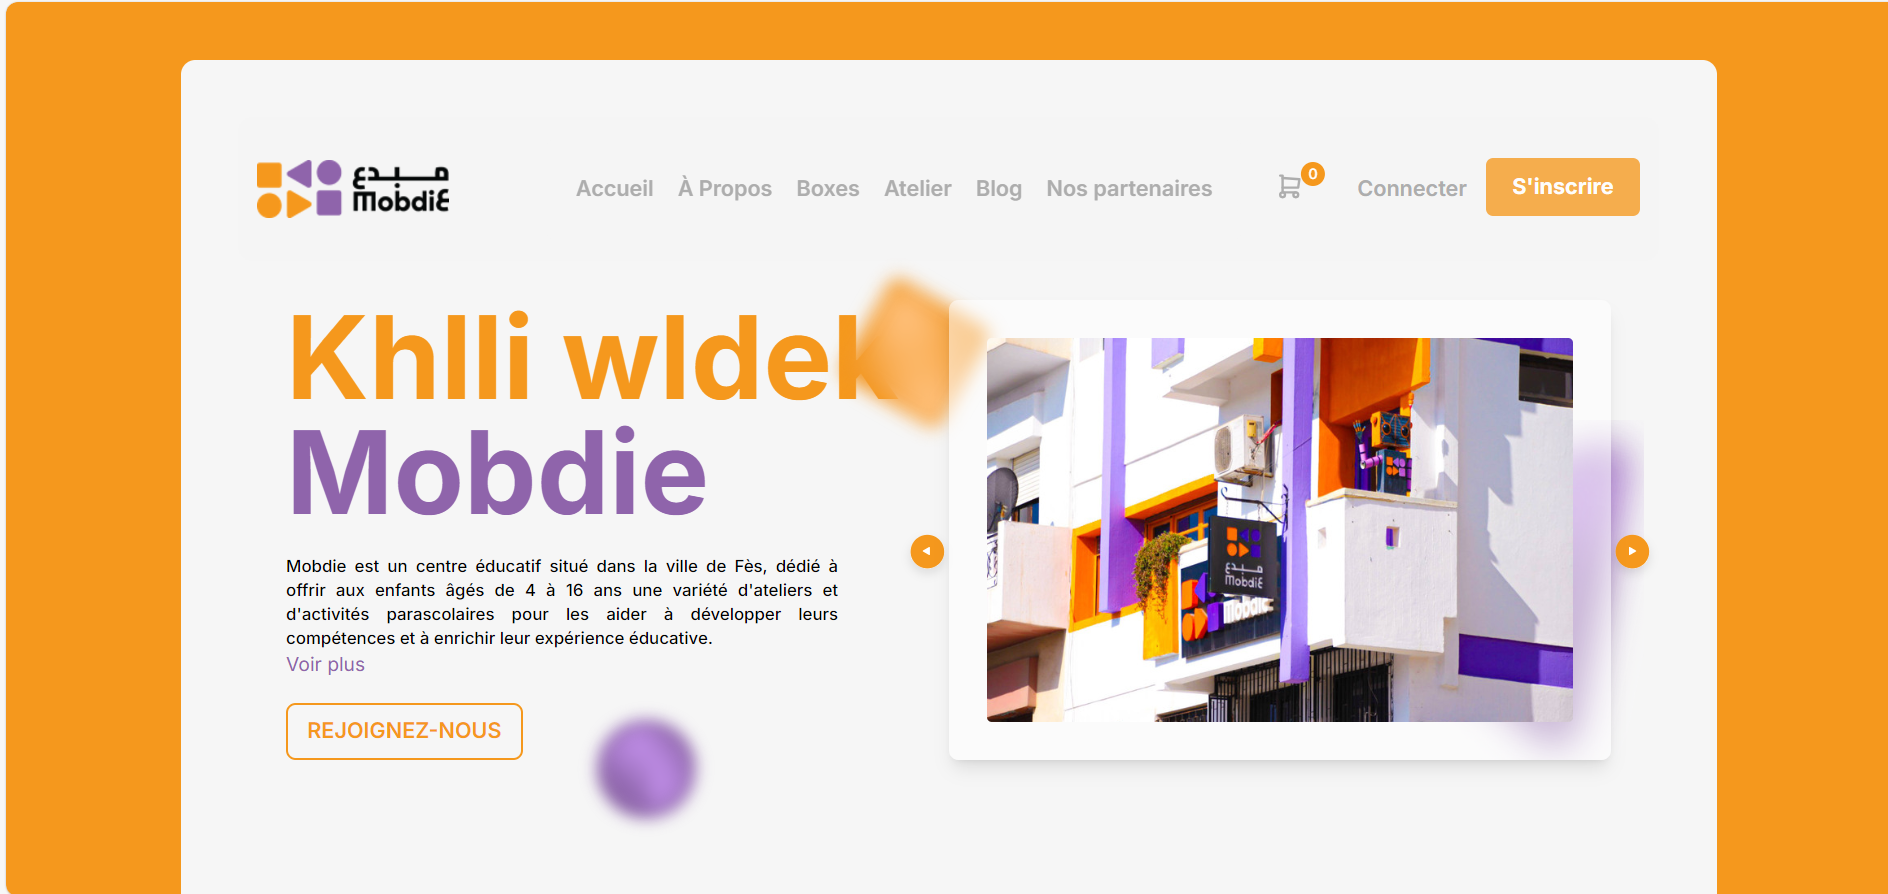 مبدع
MobdiE
Accueil À Propos Boxes Atelier Blog Nos partenaires
0
Connecter
S'inscrire
Khlli wldek
Mobdie
Mobdie est un centre éducatif situé dans la ville de Fès, dédié à
offrir aux enfants âgés de 4 à 16 ans une variété d'ateliers et
d'activités parascolaires pour les aider à développer leurs
compétences et à enrichir leur expérience éducative.
Voir plus
REJOIGNEZ-NOUS
مبدع
MobdiE
Mobdie